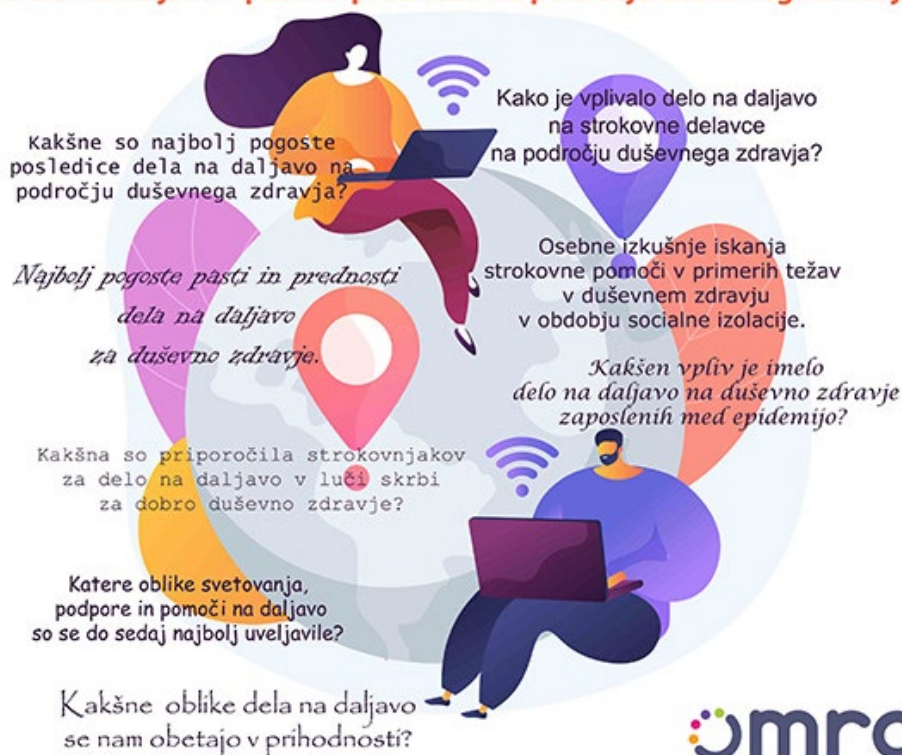 Kako je vplivalo delo na daljavo
na strokovne delavce
na področju duševnega zdravja?
Kakšne so najbolj pogoste
posledice dela na daljavo na
področju duševnega zdravja?
Osebne izkušnje iskanja
strokovne pomoči v primerih težav
v duševnem zdravju
v obdobju socialne izolacije.
Najbolj pogoste pasti in prednosti
dela na daljavo
za duševno zdravje.
Kakšen vpliv je imelo
delo na daljavo na duševno zdravje
zaposlenih med epidemijo?
Kakšna so priporočila strokovnjakov
za delo na daljavo v luči skrbi
za dobro duševno zdravje?
Katere oblike svetovanja,
podpore in pomoči na daljavo
so se do sedaj najbolj uveljavile?
Kakšne oblike dela na daljavo
se nam obetajo v prihodnosti?
omra